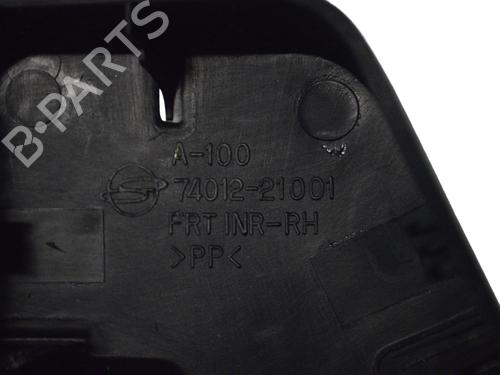 B-PARTS
A-100
74012-21001
FRT INR-RH
>PP<